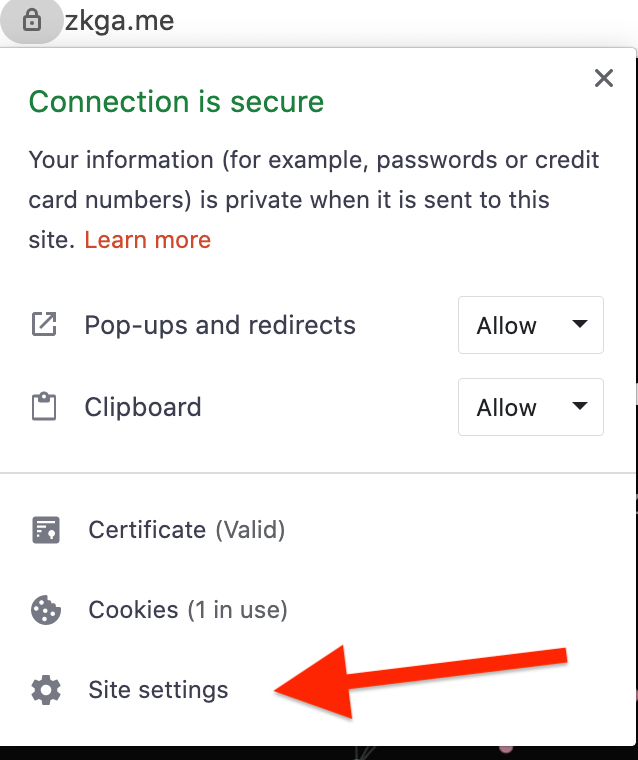 zkga.me
Connection is secure
Your information (for example, passwords or credit
card numbers) is private when it is sent to this
site. Learn more
Pop-ups and redirects Allow
Clipboard Allow
Certificate (Valid)
Cookies (1 in use)
Site settings